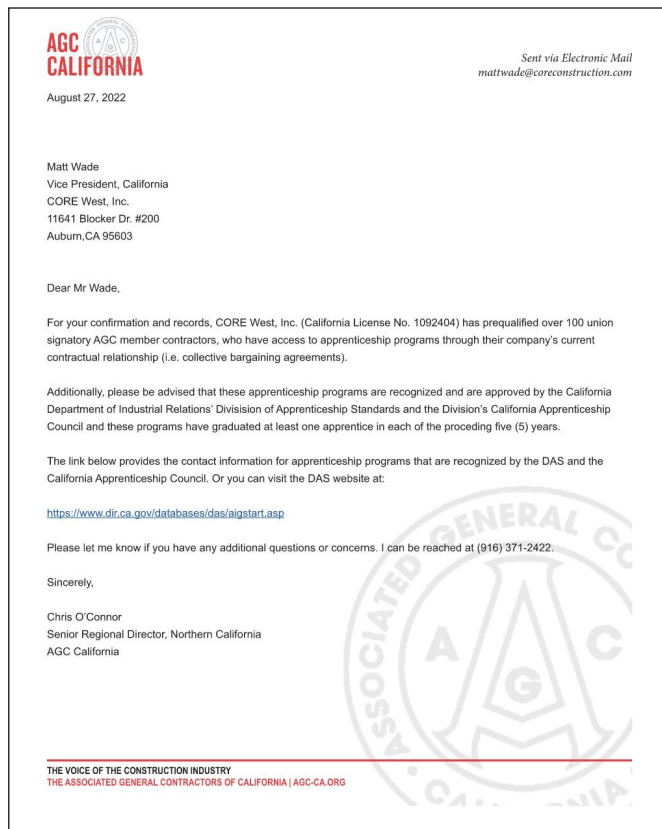 AGC
CALIFORNIA
Sent via Electronic Mail
mattwade@coreconstruction.com
August 27, 2022
Matt Wade
Vice President, California
CORE West, Inc.
11641 Blocker Dr. #200
Auburn,CA 95603
Dear Mr Wade,
For your confirmation and records, CORE West, Inc. (California License No. 1092404) has prequalified over 100 union
signatory AGC member contractors, who have access to apprenticeship programs through their company's current
contractual relationship (i.e. collective bargaining agreements).
Additionally, please be advised that these apprenticeship programs are recognized and are approved by the California
Department of Industrial Relations' Divisision of Apprenticeship Standards and the Division's California Apprenticeship
Council and these programs have graduated at least one apprentice in each of the proceding five (5) years.
The link below provides the contact information for apprenticeship programs that are recognized by the DAS and the
California Apprenticeship Council. Or you can visit the DAS website at:
https://www.dir.ca.gov/databases/das/aigstart.asp
Please let me know if you have any additional questions or concerns. I can be reached at (916) 371-2422.
Sincerely,
Chris O'Connor
Senior Regional Director, Northern California
AGC California
ASSOCIATED GENERAL CO
A G C
THE VOICE OF THE CONSTRUCTION INDUSTRY
THE ASSOCIATED GENERAL CONTRACTORS OF CALIFORNIA | AGC-CA.ORG